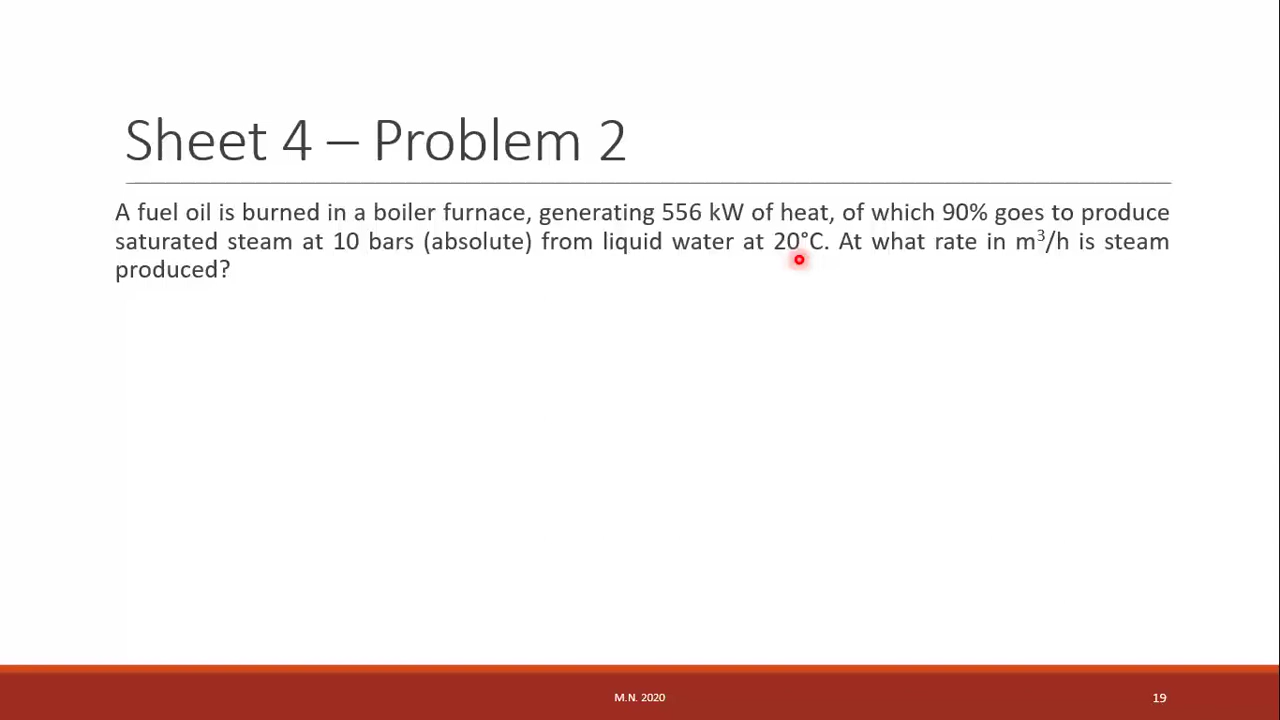 Sheet 4 – Problem 2
A fuel oil is burned in a boiler furnace, generating 556 kW of heat, of which 90% goes to produce
saturated steam at 10 bars (absolute) from liquid water at 20°C. At what rate in m³/h is steam
produced?
M.N. 2020
19